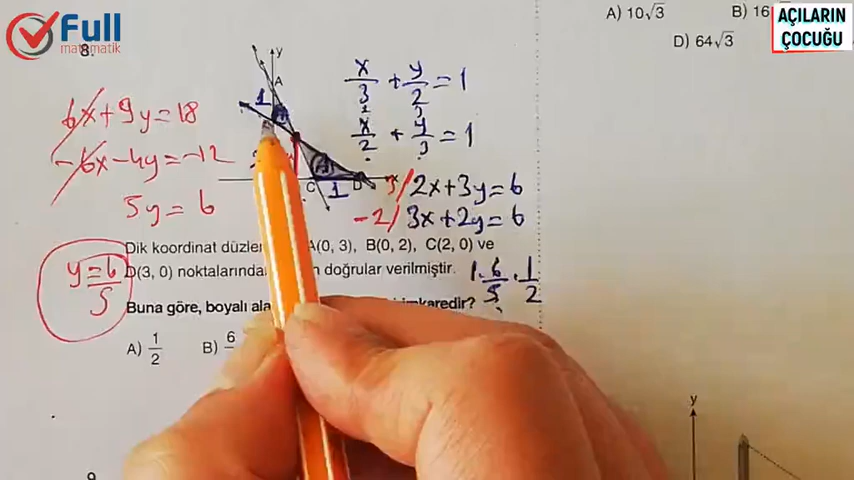 Full
matematik
AÇILARIN
ÇOCUĞU
A) 10√3
B) 16
D) 64√3
8.
y
A
1
C
1
D
x
x/3 + y/2 = 1
x/2 + y/3 = 1
3/ 2x+3y=6
-2/ 3x+2y=6
6x+9y=18
-6x-4y=-12
5y=6
y=6/5
1·6/5·1/2
Dik koordinat A(0, 3), B(0, 2), C(2, 0) ve
D(3, 0) doğrular verilmiştir.
Buna göre, boyalı
A) 1/2
B) 6
9
y